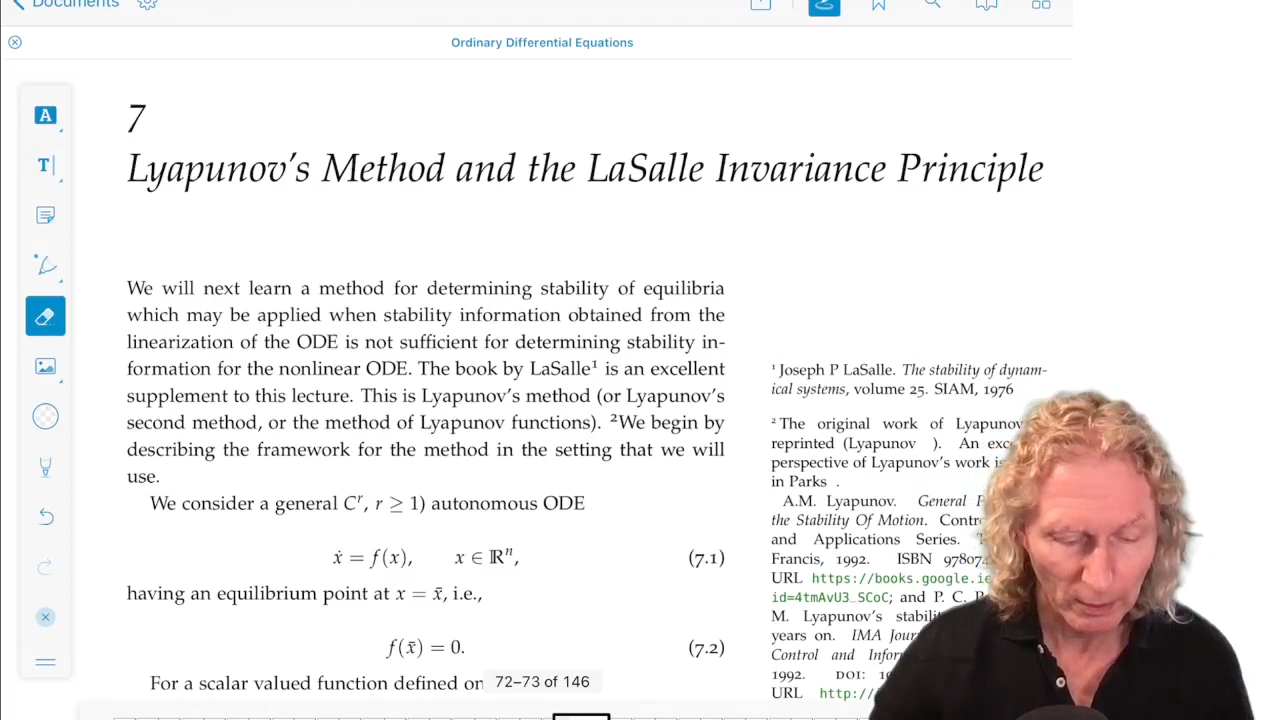 Documents
Ordinary Differential Equations
7
Lyapunov's Method and the LaSalle Invariance Principle
We will next learn a method for determining stability of equilibria
which may be applied when stability information obtained from the
linearization of the ODE is not sufficient for determining stability in-
formation for the nonlinear ODE. The book by LaSalle¹ is an excellent
supplement to this lecture. This is Lyapunov's method (or Lyapunov's
second method, or the method of Lyapunov functions). ²We begin by
describing the framework for the method in the setting that we will
use.
We consider a general Cʳ, r ≥ 1) autonomous ODE
ẋ = f(x), x ∈ ℝⁿ, (7.1)
having an equilibrium point at x = x̄, i.e.,
f(x̄) = 0. (7.2)
For a scalar valued function defined on
72–73 of 146
¹ Joseph P LaSalle. The stability of dynam-
ical systems, volume 25. SIAM, 1976
² The original work of Lyapunov
reprinted (Lyapunov ). An
perspective of Lyapunov's work is
in Parks .
A.M. Lyapunov. General
the Stability Of Motion.
and Applications Series.
Francis, 1992. ISBN
URL https://books.google.ie
id=4tmAvU3_SCoC; and P. C.
M. Lyapunov's
years on. IMA
Control and
1992. DOI:
URL
A
T